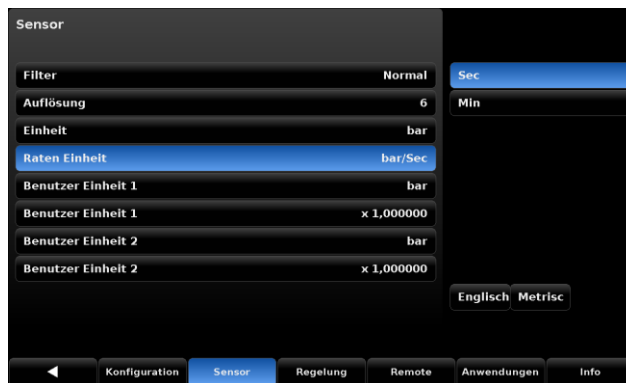 Sensor
Filter Normal
Auflösung 6
Einheit bar
Raten Einheit bar/Sec
Benutzer Einheit 1 bar
Benutzer Einheit 1 x 1,000000
Benutzer Einheit 2 bar
Benutzer Einheit 2 x 1,000000
Sec
Min
Englisch Metrisc
Konfiguration Sensor Regelung Remote Anwendungen Info